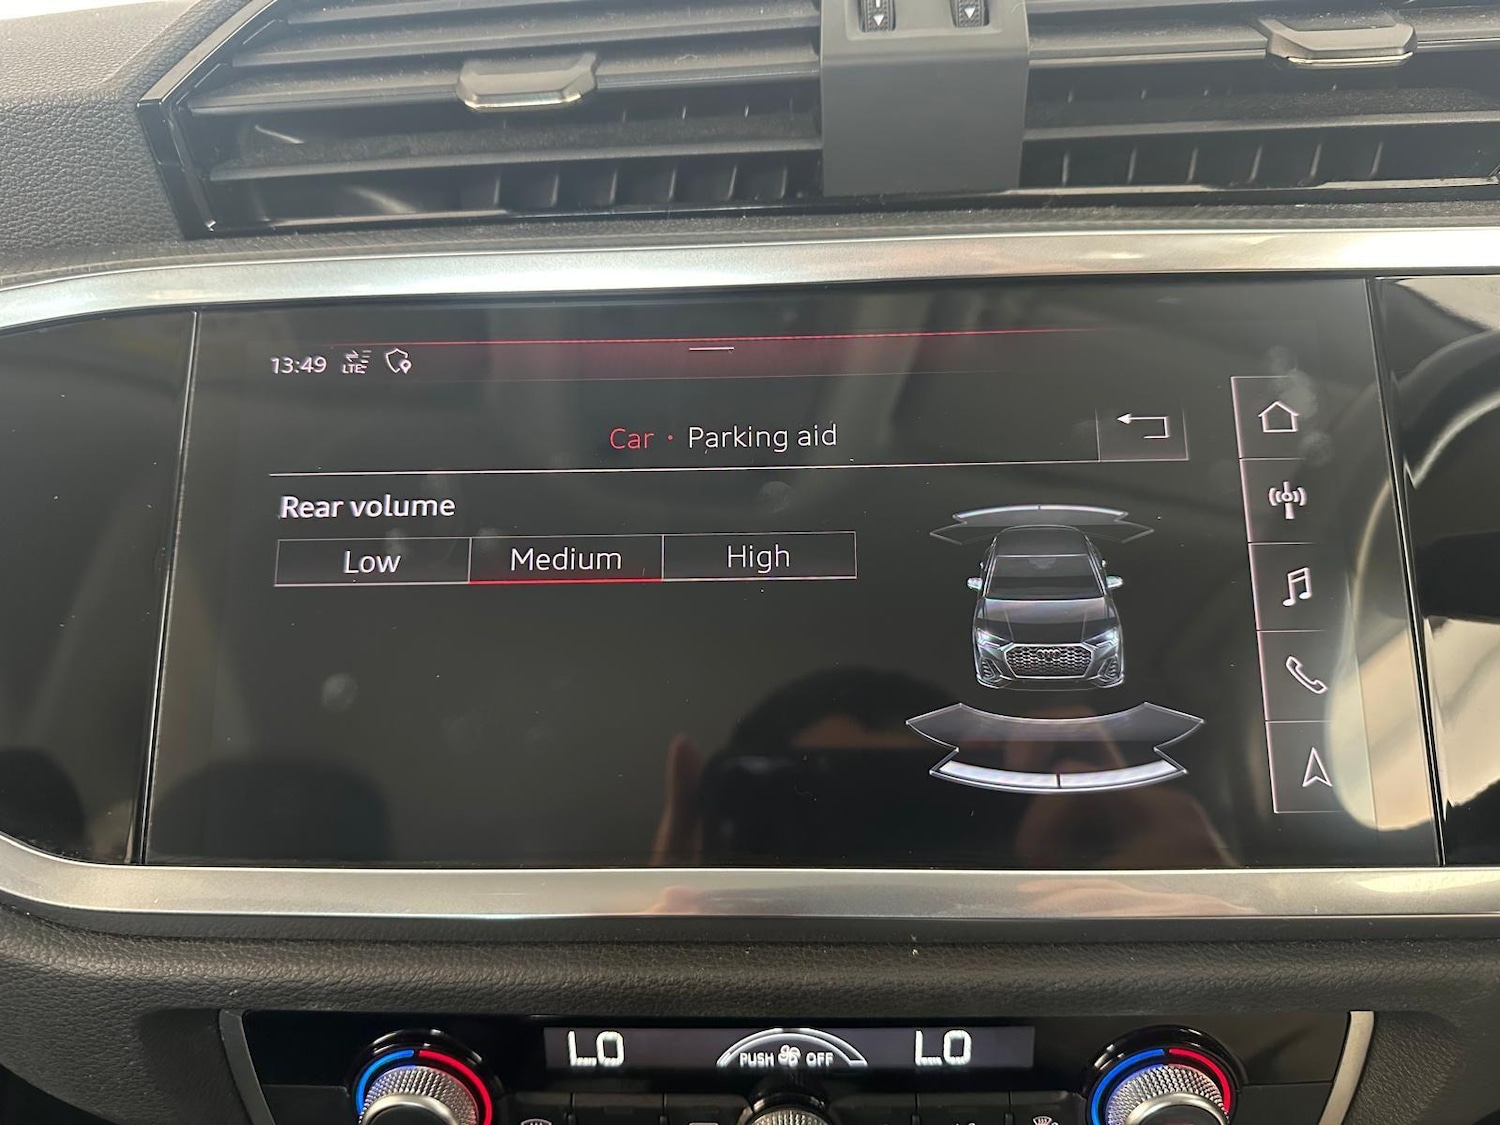 13:49 LTE
Car · Parking aid
Rear volume
Low Medium High
LO PUSH OFF LO